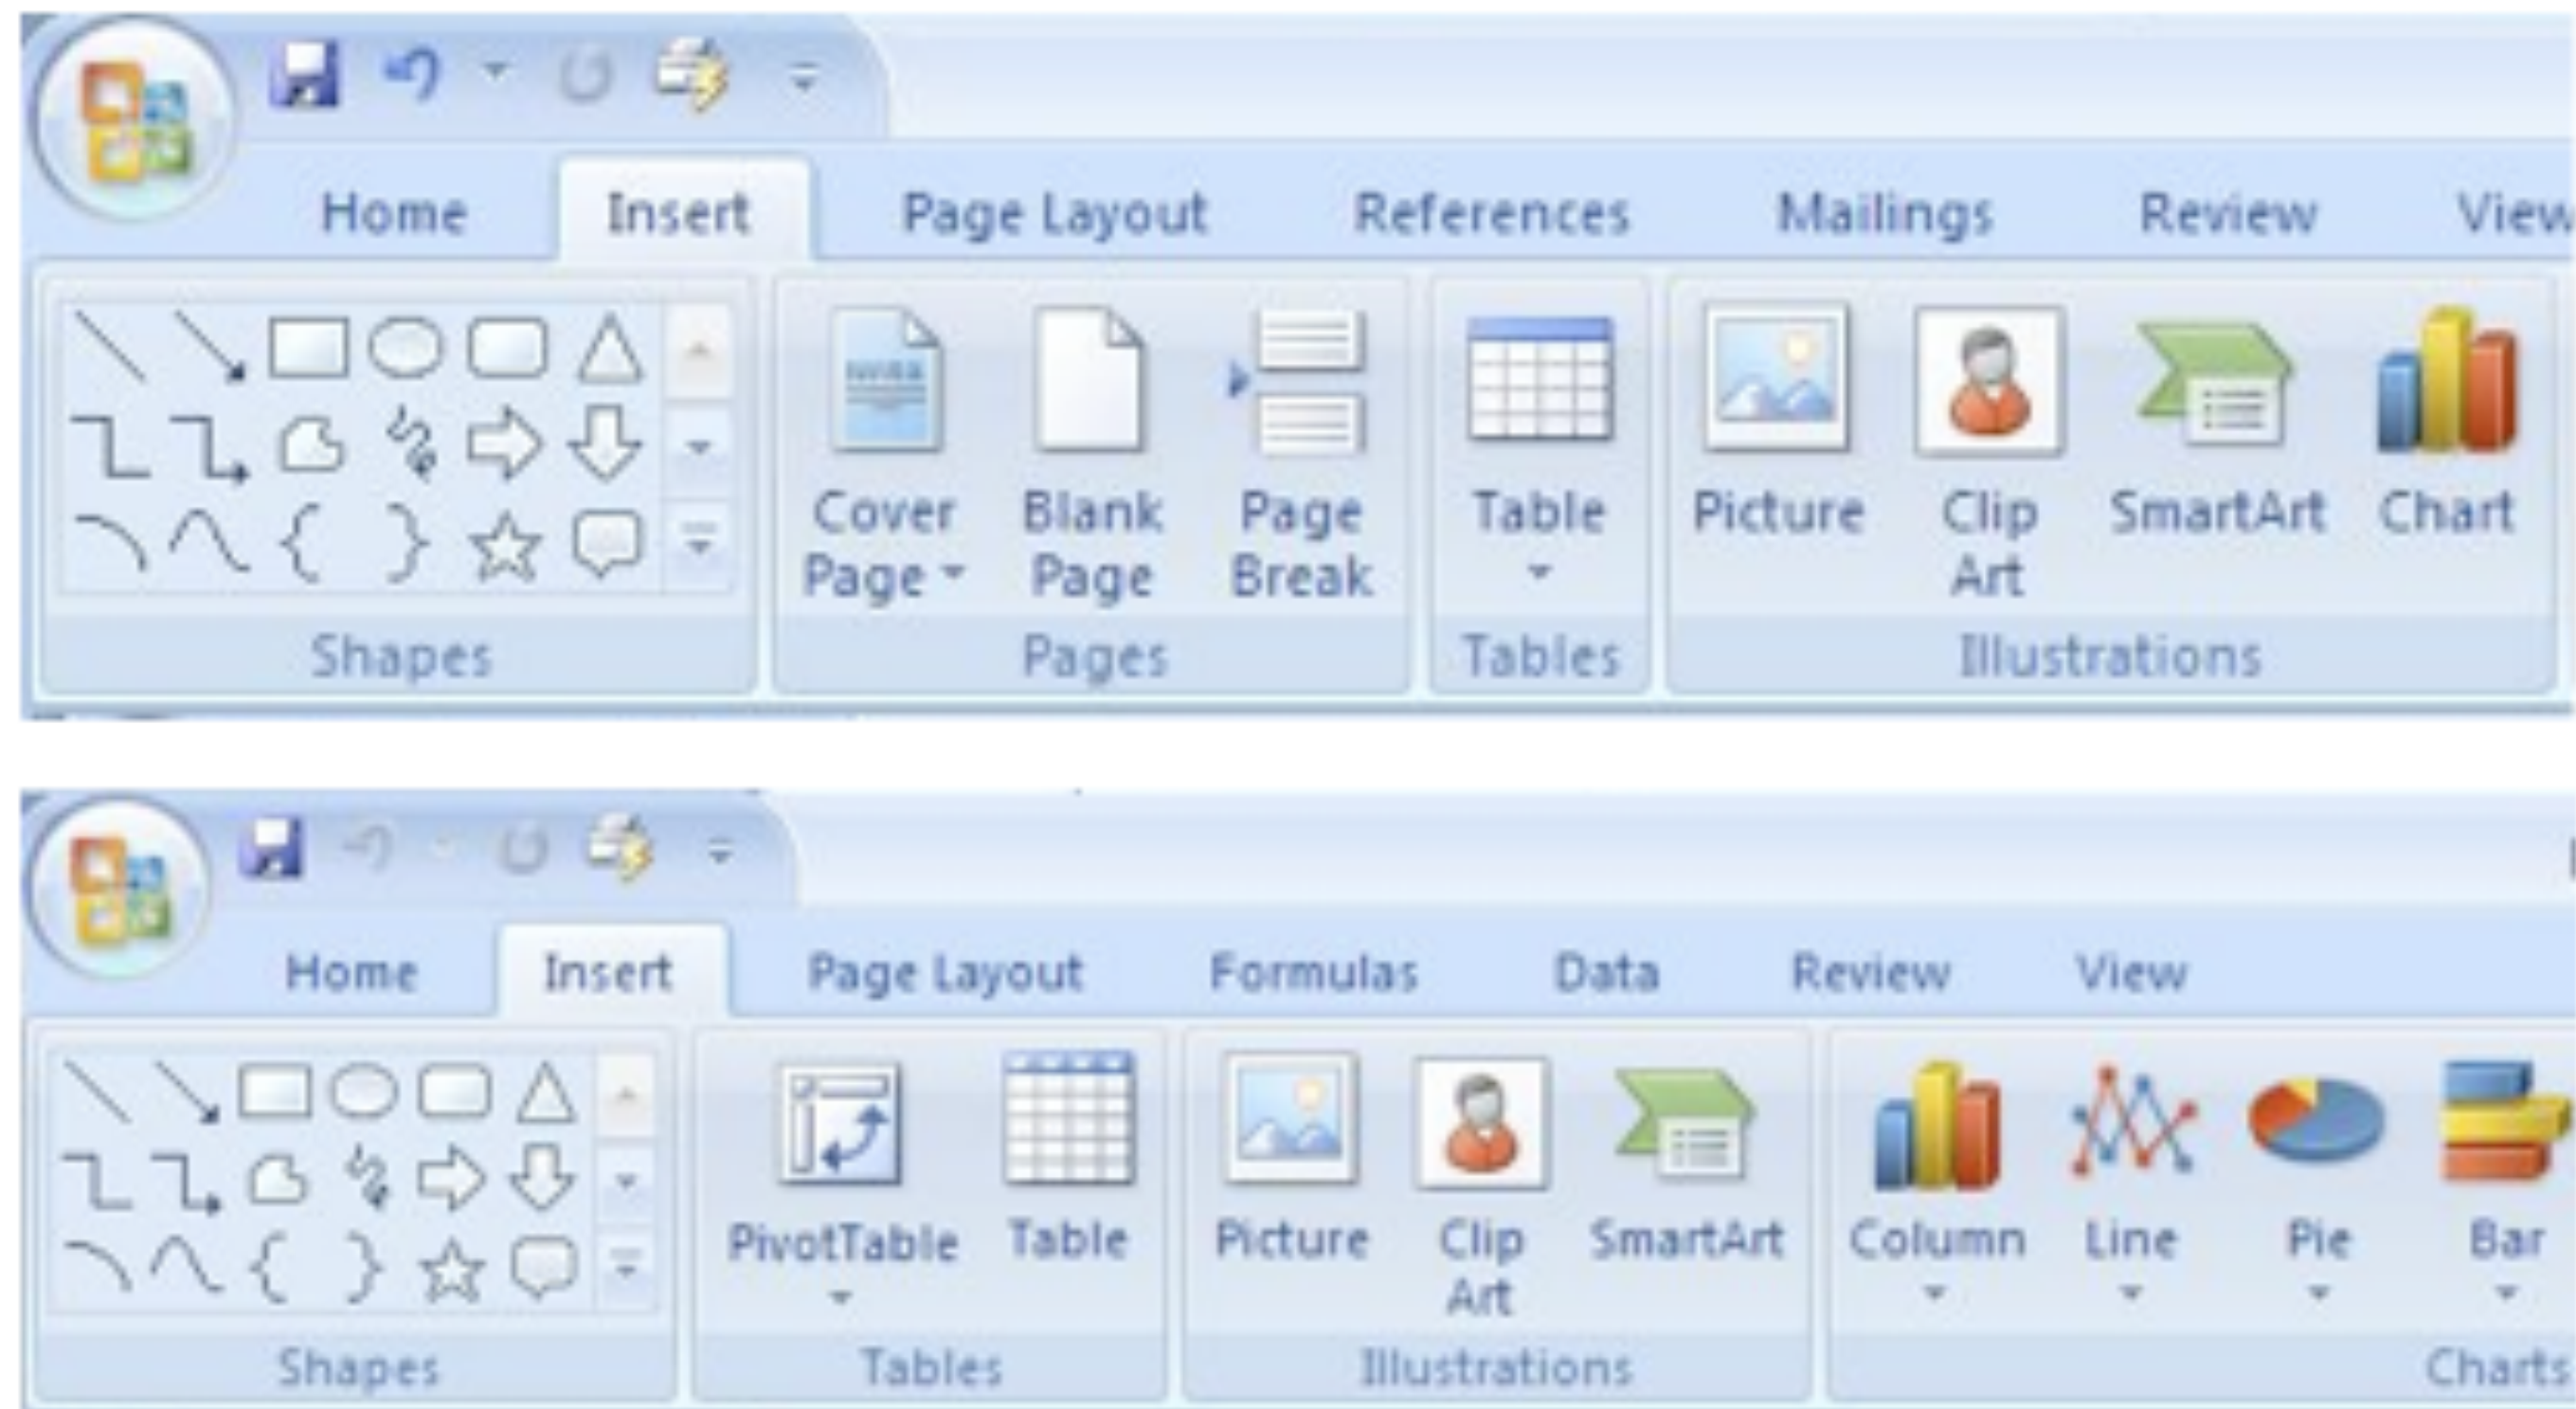 Home Insert Page Layout References Mailings Review View
Cover Page Blank Page Page Break Table Picture Clip Art SmartArt Chart
Shapes Pages Tables Illustrations
Home Insert Page Layout Formulas Data Review View
PivotTable Table Picture Clip Art SmartArt Column Line Pie Bar
Shapes Tables Illustrations Charts